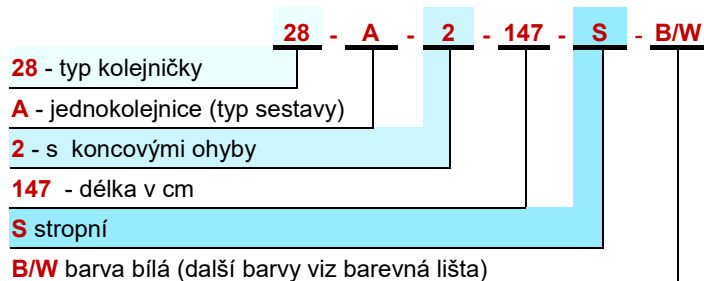 28 - A - 2 - 147 - S - B/W
28 - typ kolejničky
A - jednokolejnice (typ sestavy)
2 - s koncovými ohyby
147 - délka v cm
S stropní
B/W barva bílá (další barvy viz barevná lišta)